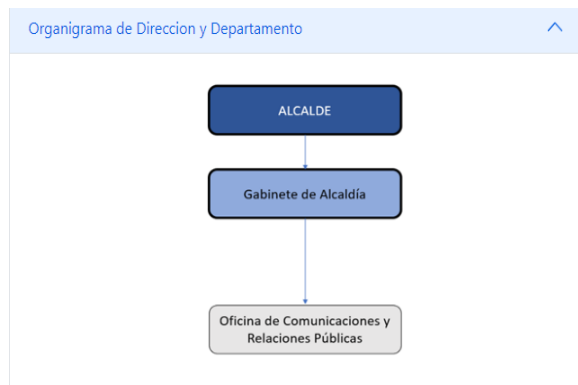 Organigrama de Direccion y Departamento
ALCALDE
Gabinete de Alcaldía
Oficina de Comunicaciones y
Relaciones Públicas